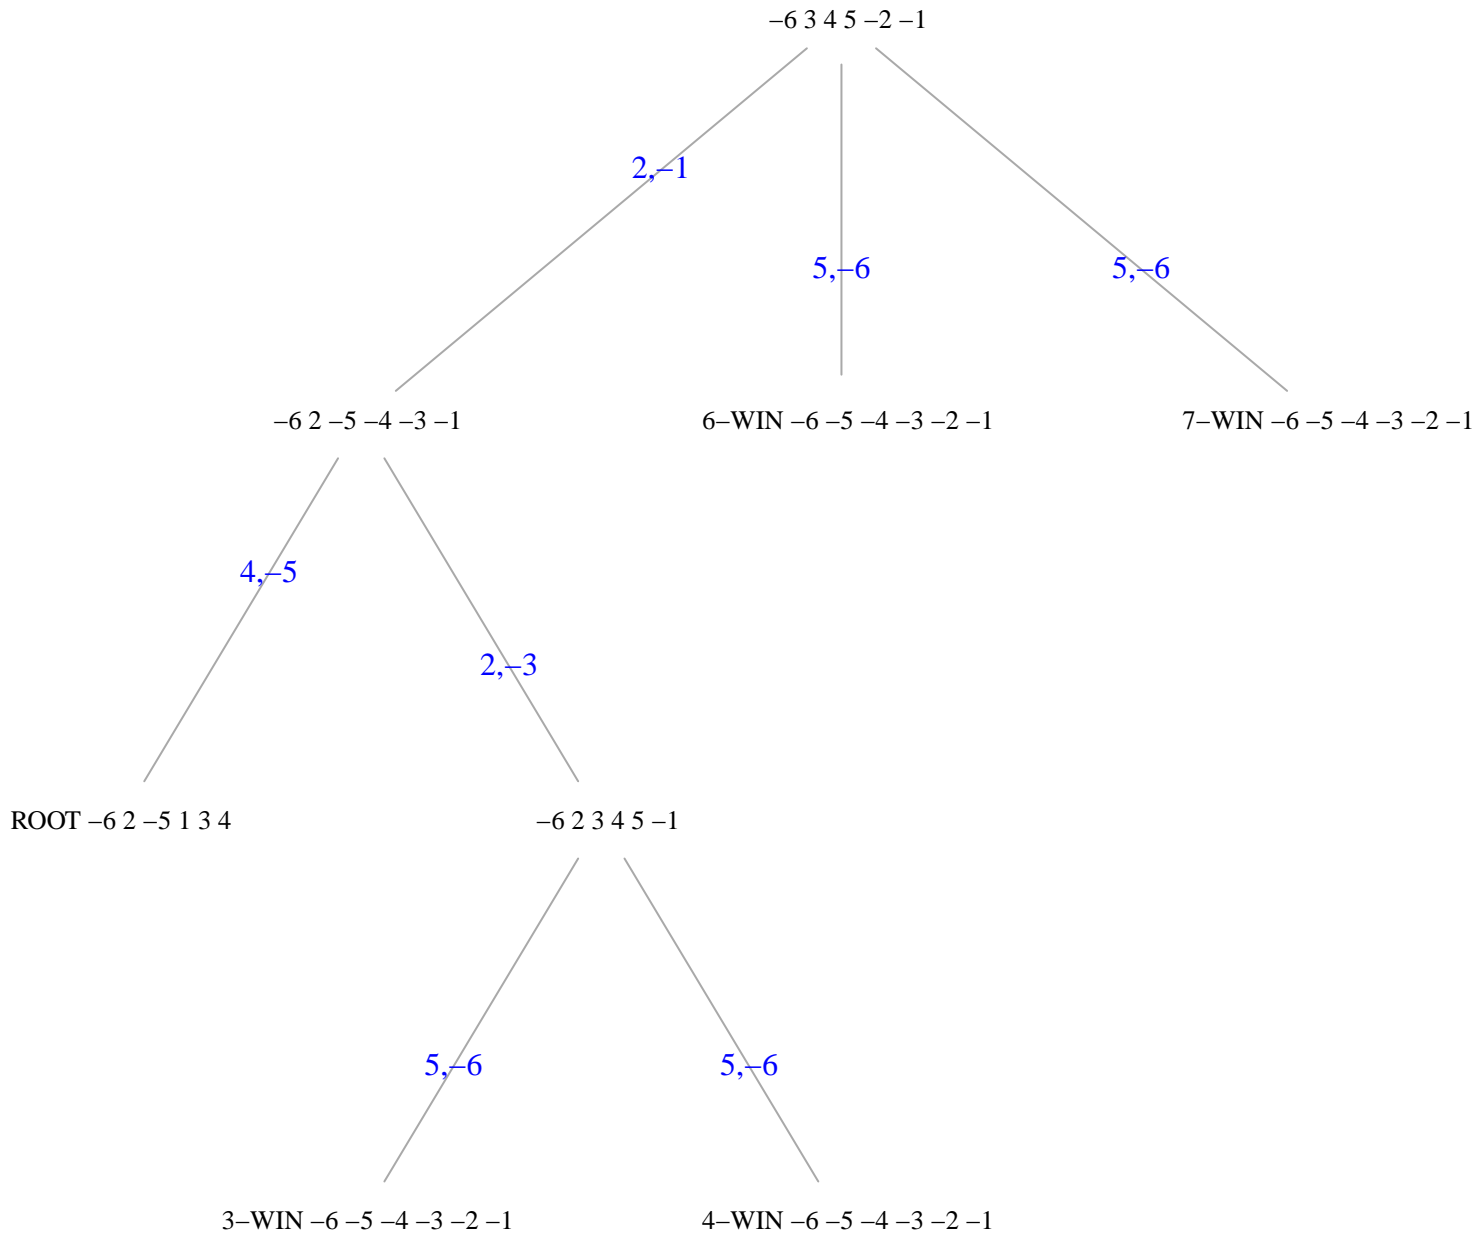 –6 3 4 5 –2 –1
2,–1
5,–6
5,–6
–6 2 –5 –4 –3 –1
6–WIN –6 –5 –4 –3 –2 –1
7–WIN –6 –5 –4 –3 –2 –1
4,–5
2,–3
ROOT –6 2 –5 1 3 4
–6 2 3 4 5 –1
5,–6
5,–6
3–WIN –6 –5 –4 –3 –2 –1
4–WIN –6 –5 –4 –3 –2 –1